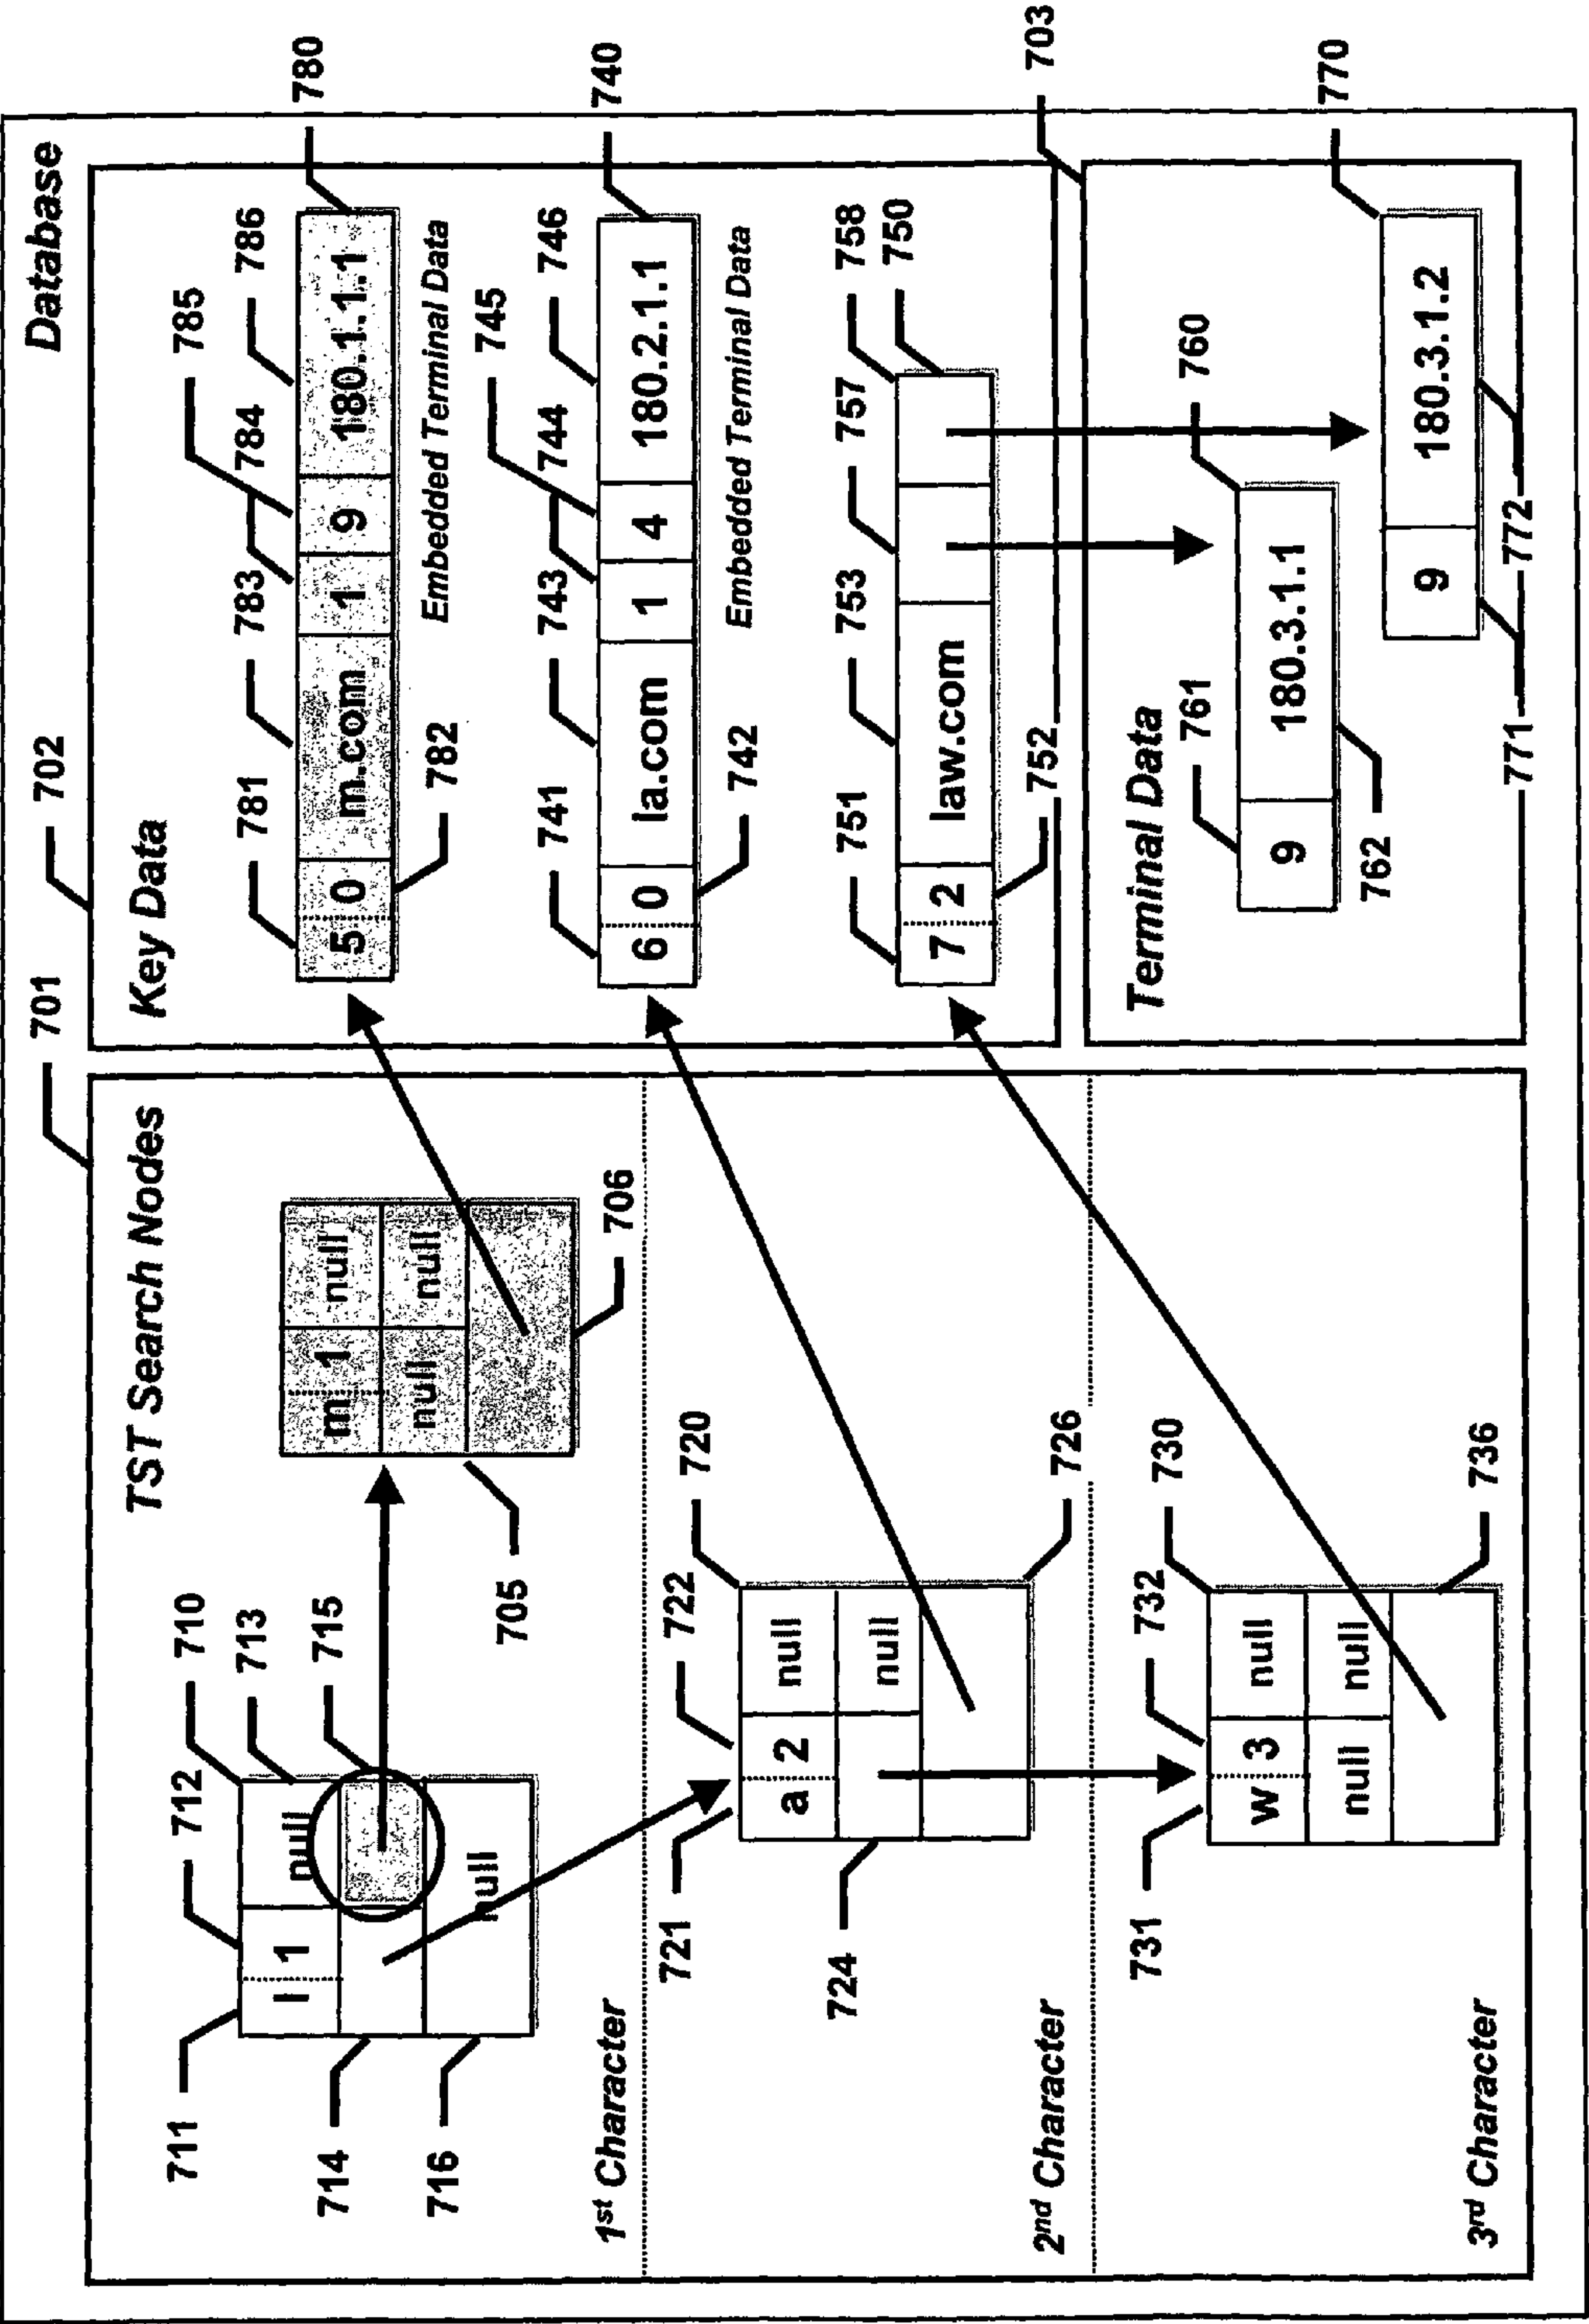 Database
701
702
TST Search Nodes
Key Data
711
712
710
713
715
l 1 null
null
714
716
705
m 1 null
null null
706
1st Character
781
783
784
785
786
780
5 0 m.com 1 9 180.1.1.1
782
Embedded Terminal Data
721
722
720
a 2 null
null
724
726
2nd Character
741
743
744
745
746
740
6 0 la.com 1 4 180.2.1.1
742
Embedded Terminal Data
731
732
730
w 3 null
null null
736
3rd Character
751
753
757
758
750
7 2 law.com
752
703
Terminal Data
761
760
9 180.3.1.1
762
770
9 180.3.1.2
771
772